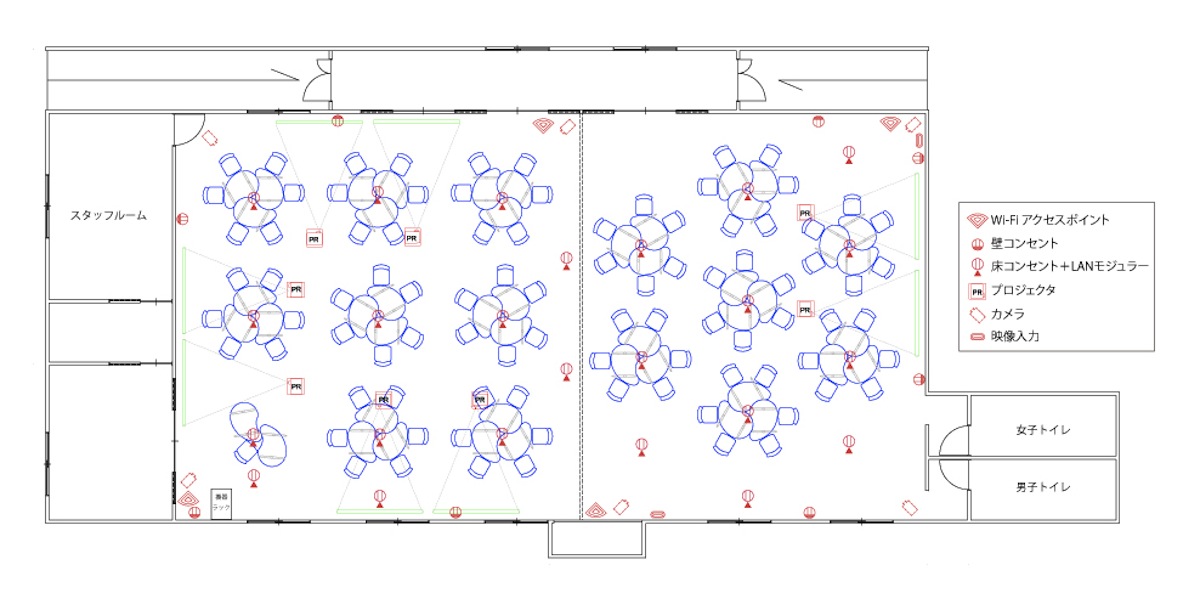 スタッフルーム
PR
PR
PR
PR
PR
PR
PR
PR
機器
ラック
女子トイレ
男子トイレ
Wi-Fi アクセスポイント
壁コンセント
床コンセント+LANモジュラー
PR プロジェクタ
カメラ
映像入力